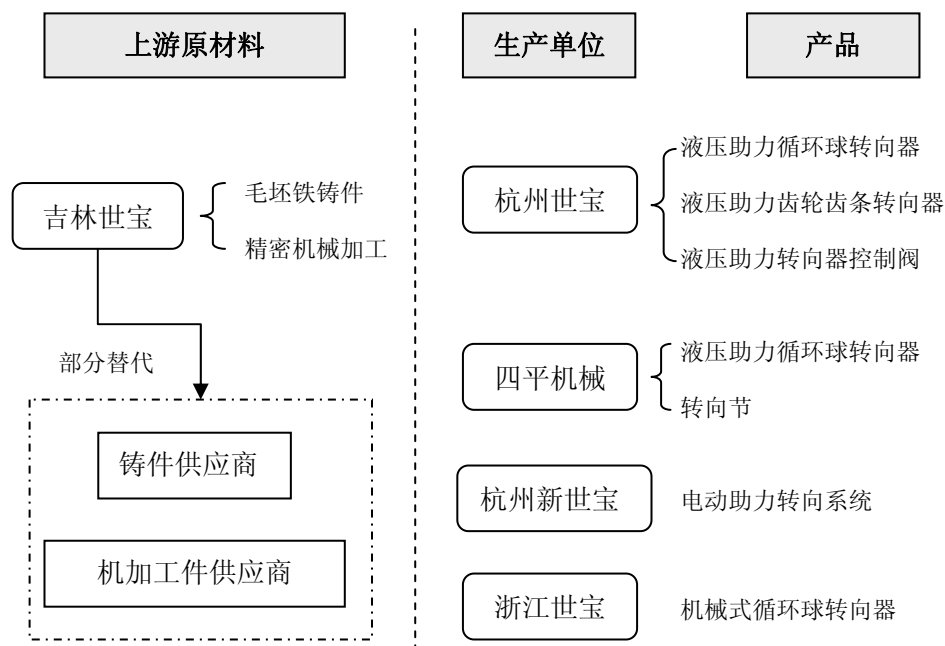 上游原材料
生产单位
产品
吉林世宝
毛坯铁铸件
精密机械加工
部分替代
铸件供应商
机加工件供应商
杭州世宝
液压助力循环球转向器
液压助力齿轮齿条转向器
液压助力转向器控制阀
四平机械
液压助力循环球转向器
转向节
杭州新世宝
电动助力转向系统
浙江世宝
机械式循环球转向器